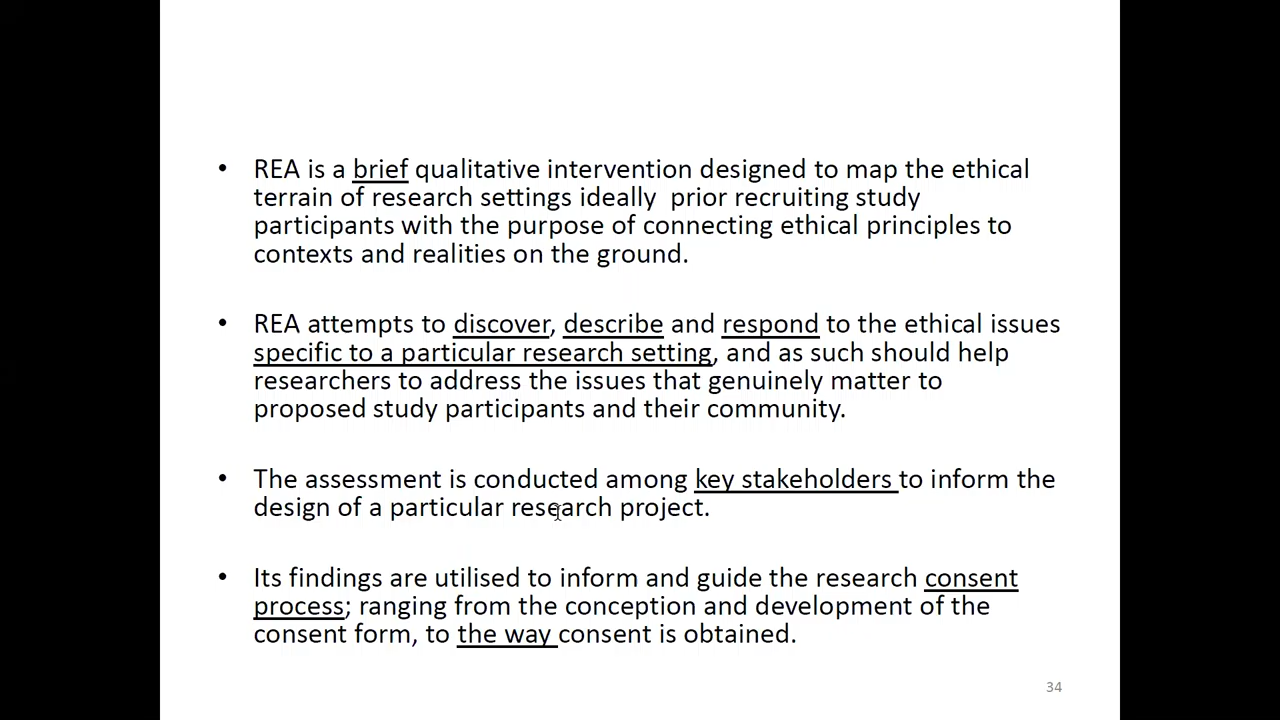 • REA is a brief qualitative intervention designed to map the ethical
terrain of research settings ideally  prior recruiting study
participants with the purpose of connecting ethical principles to
contexts and realities on the ground.
• REA attempts to discover, describe and respond to the ethical issues
specific to a particular research setting, and as such should help
researchers to address the issues that genuinely matter to
proposed study participants and their community.
• The assessment is conducted among key stakeholders to inform the
design of a particular research project.
• Its findings are utilised to inform and guide the research consent
process; ranging from the conception and development of the
consent form, to the way consent is obtained.
34